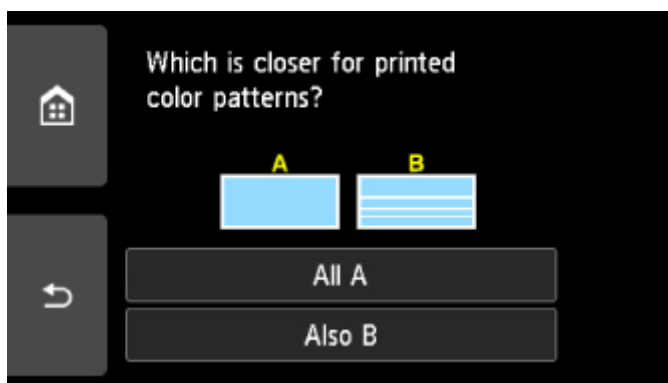 Which is closer for printed
color patterns?
A B
All A
Also B